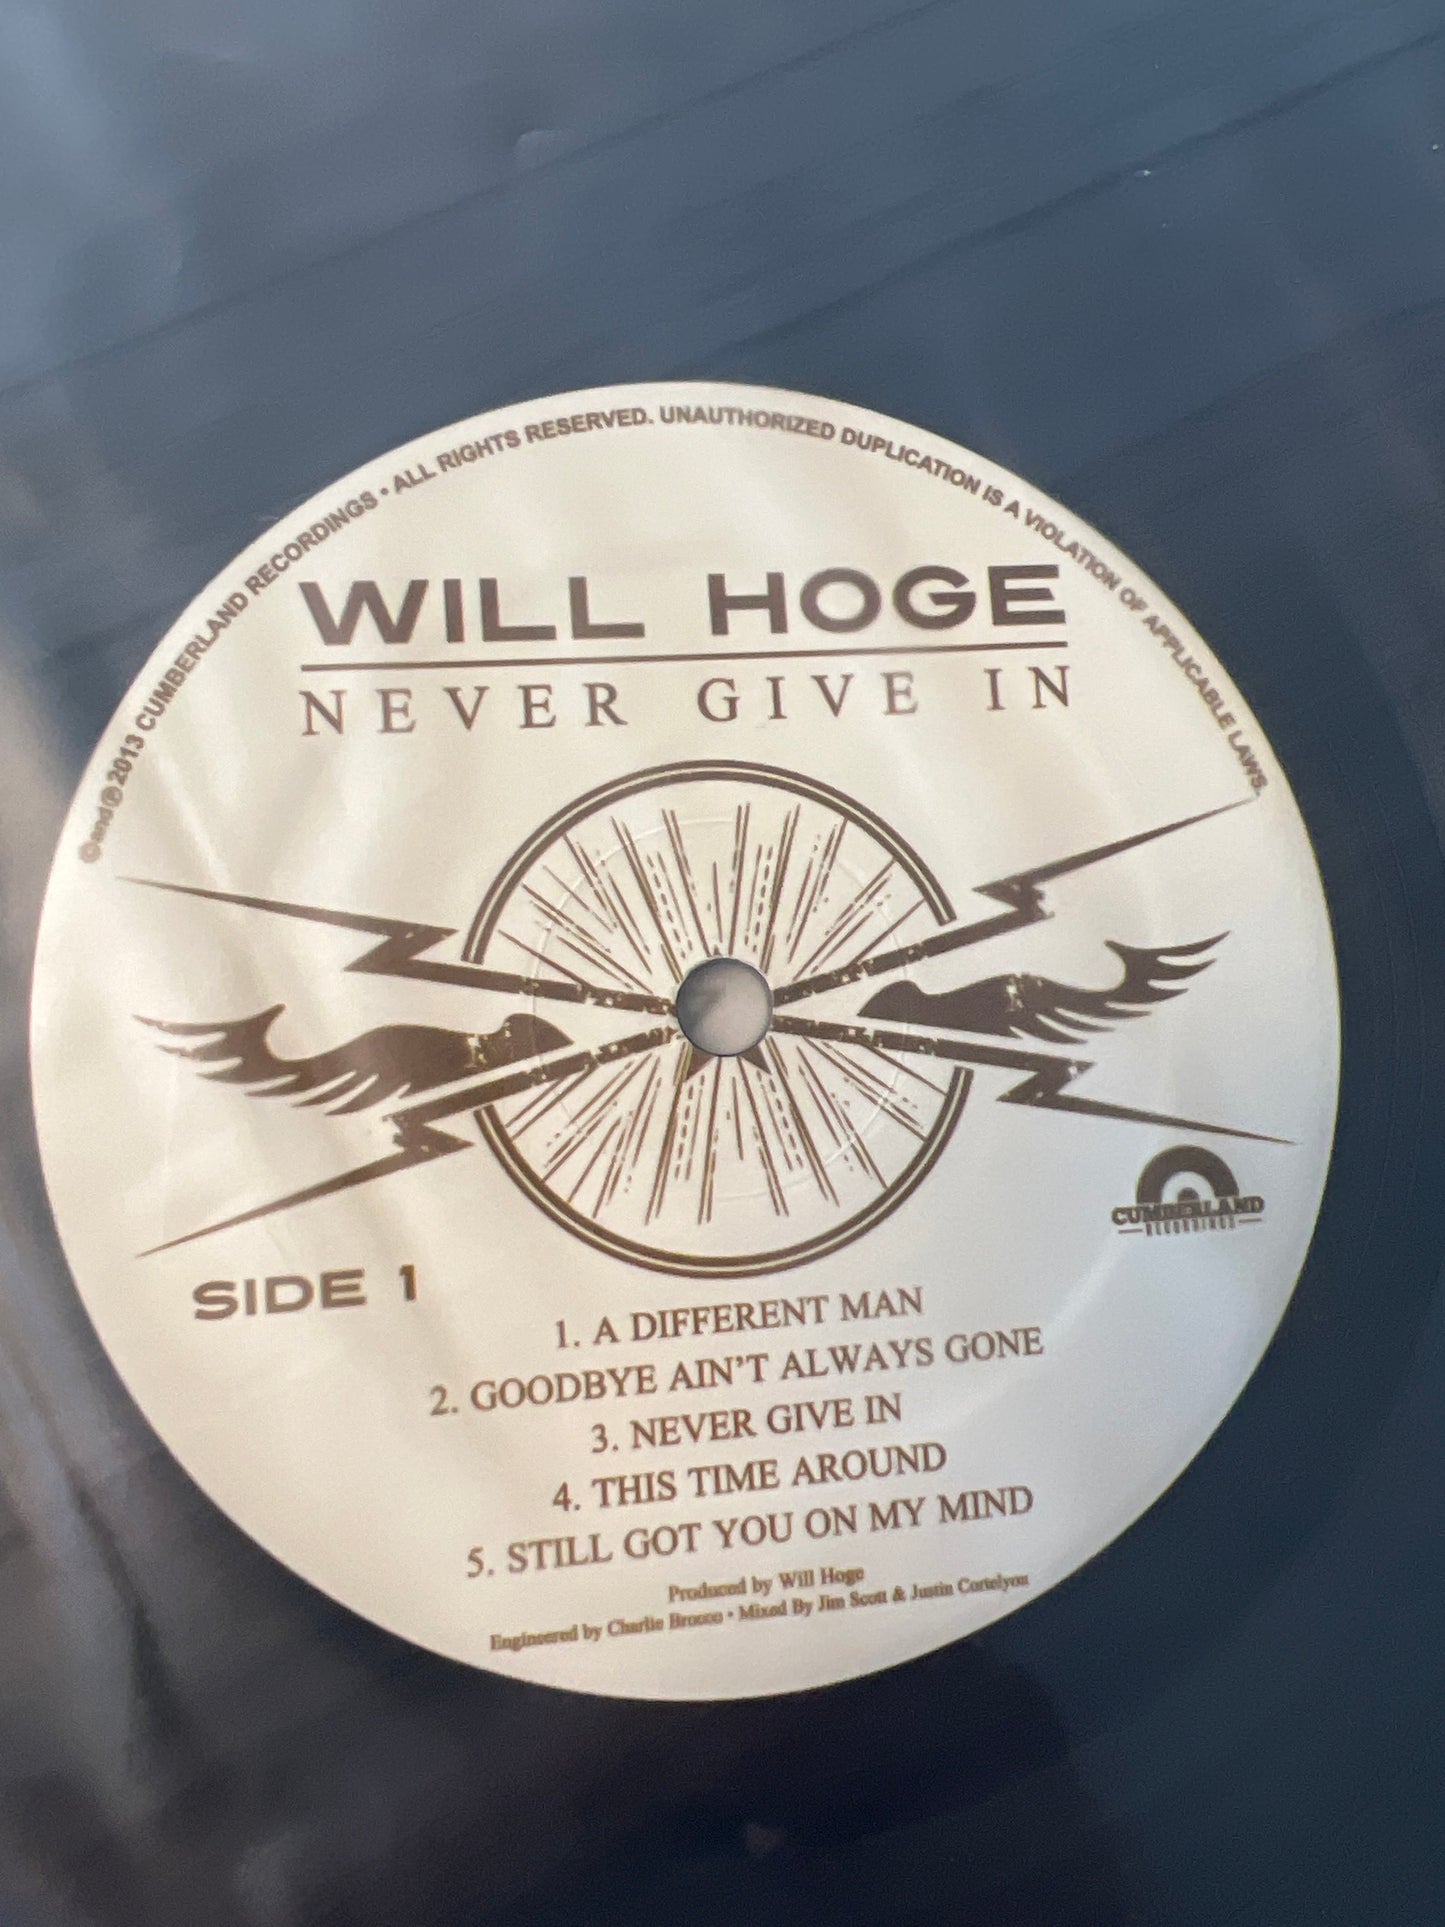 © and ℗ 2013 CUMBERLAND RECORDINGS • ALL RIGHTS RESERVED. UNAUTHORIZED DUPLICATION IS A VIOLATION OF APPLICABLE LAWS.
WILL HOGE
NEVER GIVE IN
CUMBERLAND
RECORDINGS
SIDE 1
1. A DIFFERENT MAN
2. GOODBYE AIN'T ALWAYS GONE
3. NEVER GIVE IN
4. THIS TIME AROUND
5. STILL GOT YOU ON MY MIND
Produced by Will Hoge
Engineered by Charlie Brocco • Mixed By Jim Scott & Justin Cortelyou